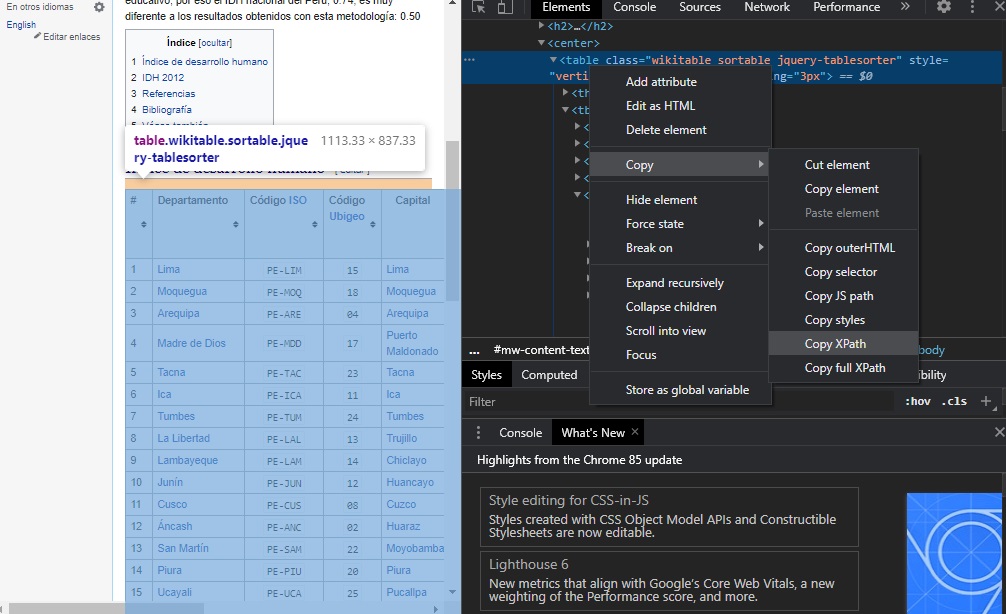 En otros idiomas
English
Editar enlaces
educativo, por eso el IDH nacional del Perú, 0.74, es muy
diferente a los resultados obtenidos con esta metodología: 0.50
Índice [ocultar]
1 Índice de desarrollo humano
2 IDH 2012
3 Referencias
4 Bibliografía
5 Véase también
table.wikitable.sortable.jque
ry-tablesorter
1113.33 × 837.33
# Departamento Código ISO Código Ubigeo Capital
1 Lima PE-LIM 15 Lima
2 Moquegua PE-MOQ 18 Moquegua
3 Arequipa PE-ARE 04 Arequipa
4 Madre de Dios PE-MDD 17 Puerto Maldonado
5 Tacna PE-TAC 23 Tacna
6 Ica PE-ICA 11 Ica
7 Tumbes PE-TUM 24 Tumbes
8 La Libertad PE-LAL 13 Trujillo
9 Lambayeque PE-LAM 14 Chiclayo
10 Junín PE-JUN 12 Huancayo
11 Cusco PE-CUS 08 Cuzco
12 Áncash PE-ANC 02 Huaraz
13 San Martín PE-SAM 22 Moyobamba
14 Piura PE-PIU 20 Piura
15 Ucayali PE-UCA 25 Pucallpa
Elements Console Sources Network Performance »
<h2>…</h2>
<center>
<table class="wikitable sortable jquery-tablesorter" style=
"verti ing="3px"> == $0
<th
<tb
<
<
<
<
<
Add attribute
Edit as HTML
Delete element
Copy
Hide element
Force state
Break on
Expand recursively
Collapse children
Scroll into view
Focus
Store as global variable
Cut element
Copy element
Paste element
Copy outerHTML
Copy selector
Copy JS path
Copy styles
Copy XPath
Copy full XPath
... #mw-content-text body
Styles Computed ibility
Filter :hov .cls +
Console What's New ×
Highlights from the Chrome 85 update
Style editing for CSS-in-JS
Styles created with CSS Object Model APIs and Constructible
Stylesheets are now editable.
Lighthouse 6
New metrics that align with Google's Core Web Vitals, a new
weighting of the Performance score, and more.